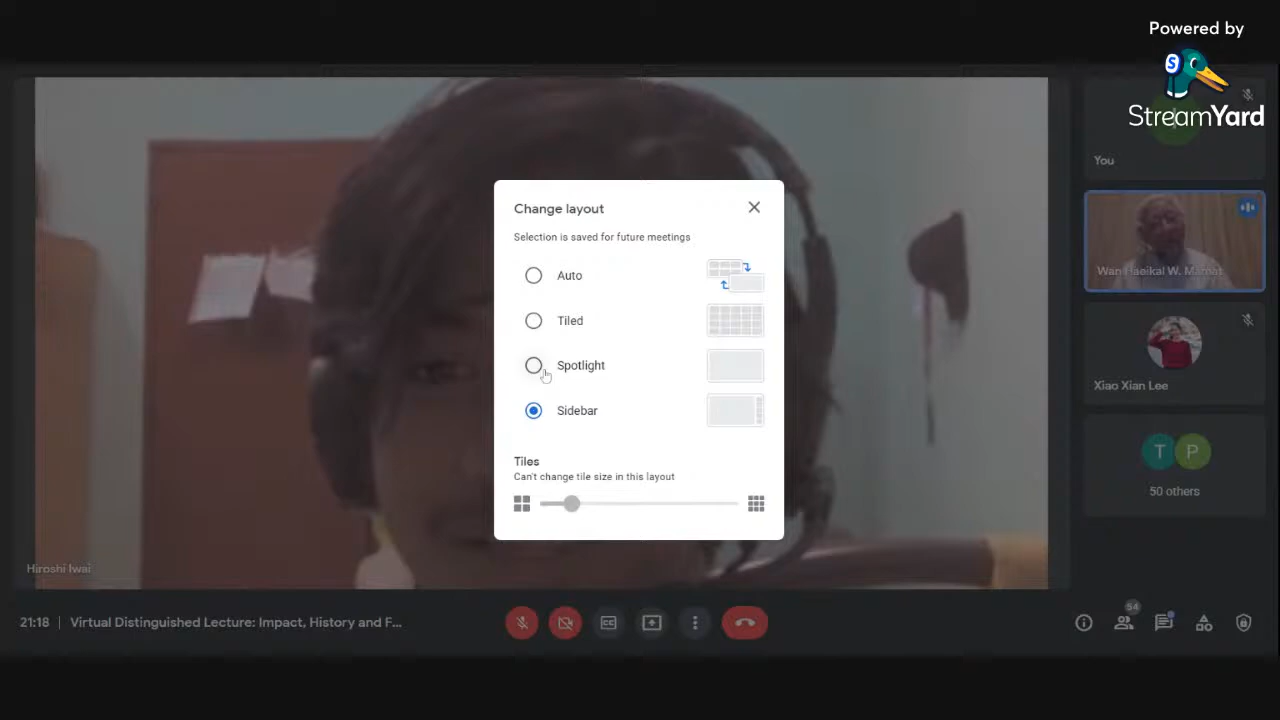 Powered by
StreamYard
You
Change layout
Selection is saved for future meetings
Auto
Wan Haeikal W. Mamat
Tiled
Spotlight
Xiao Xian Lee
Sidebar
Tiles
Can't change tile size in this layout
T P
50 others
Hiroshi Iwai
54
21:18 | Virtual Distinguished Lecture: Impact, History and F...
CC